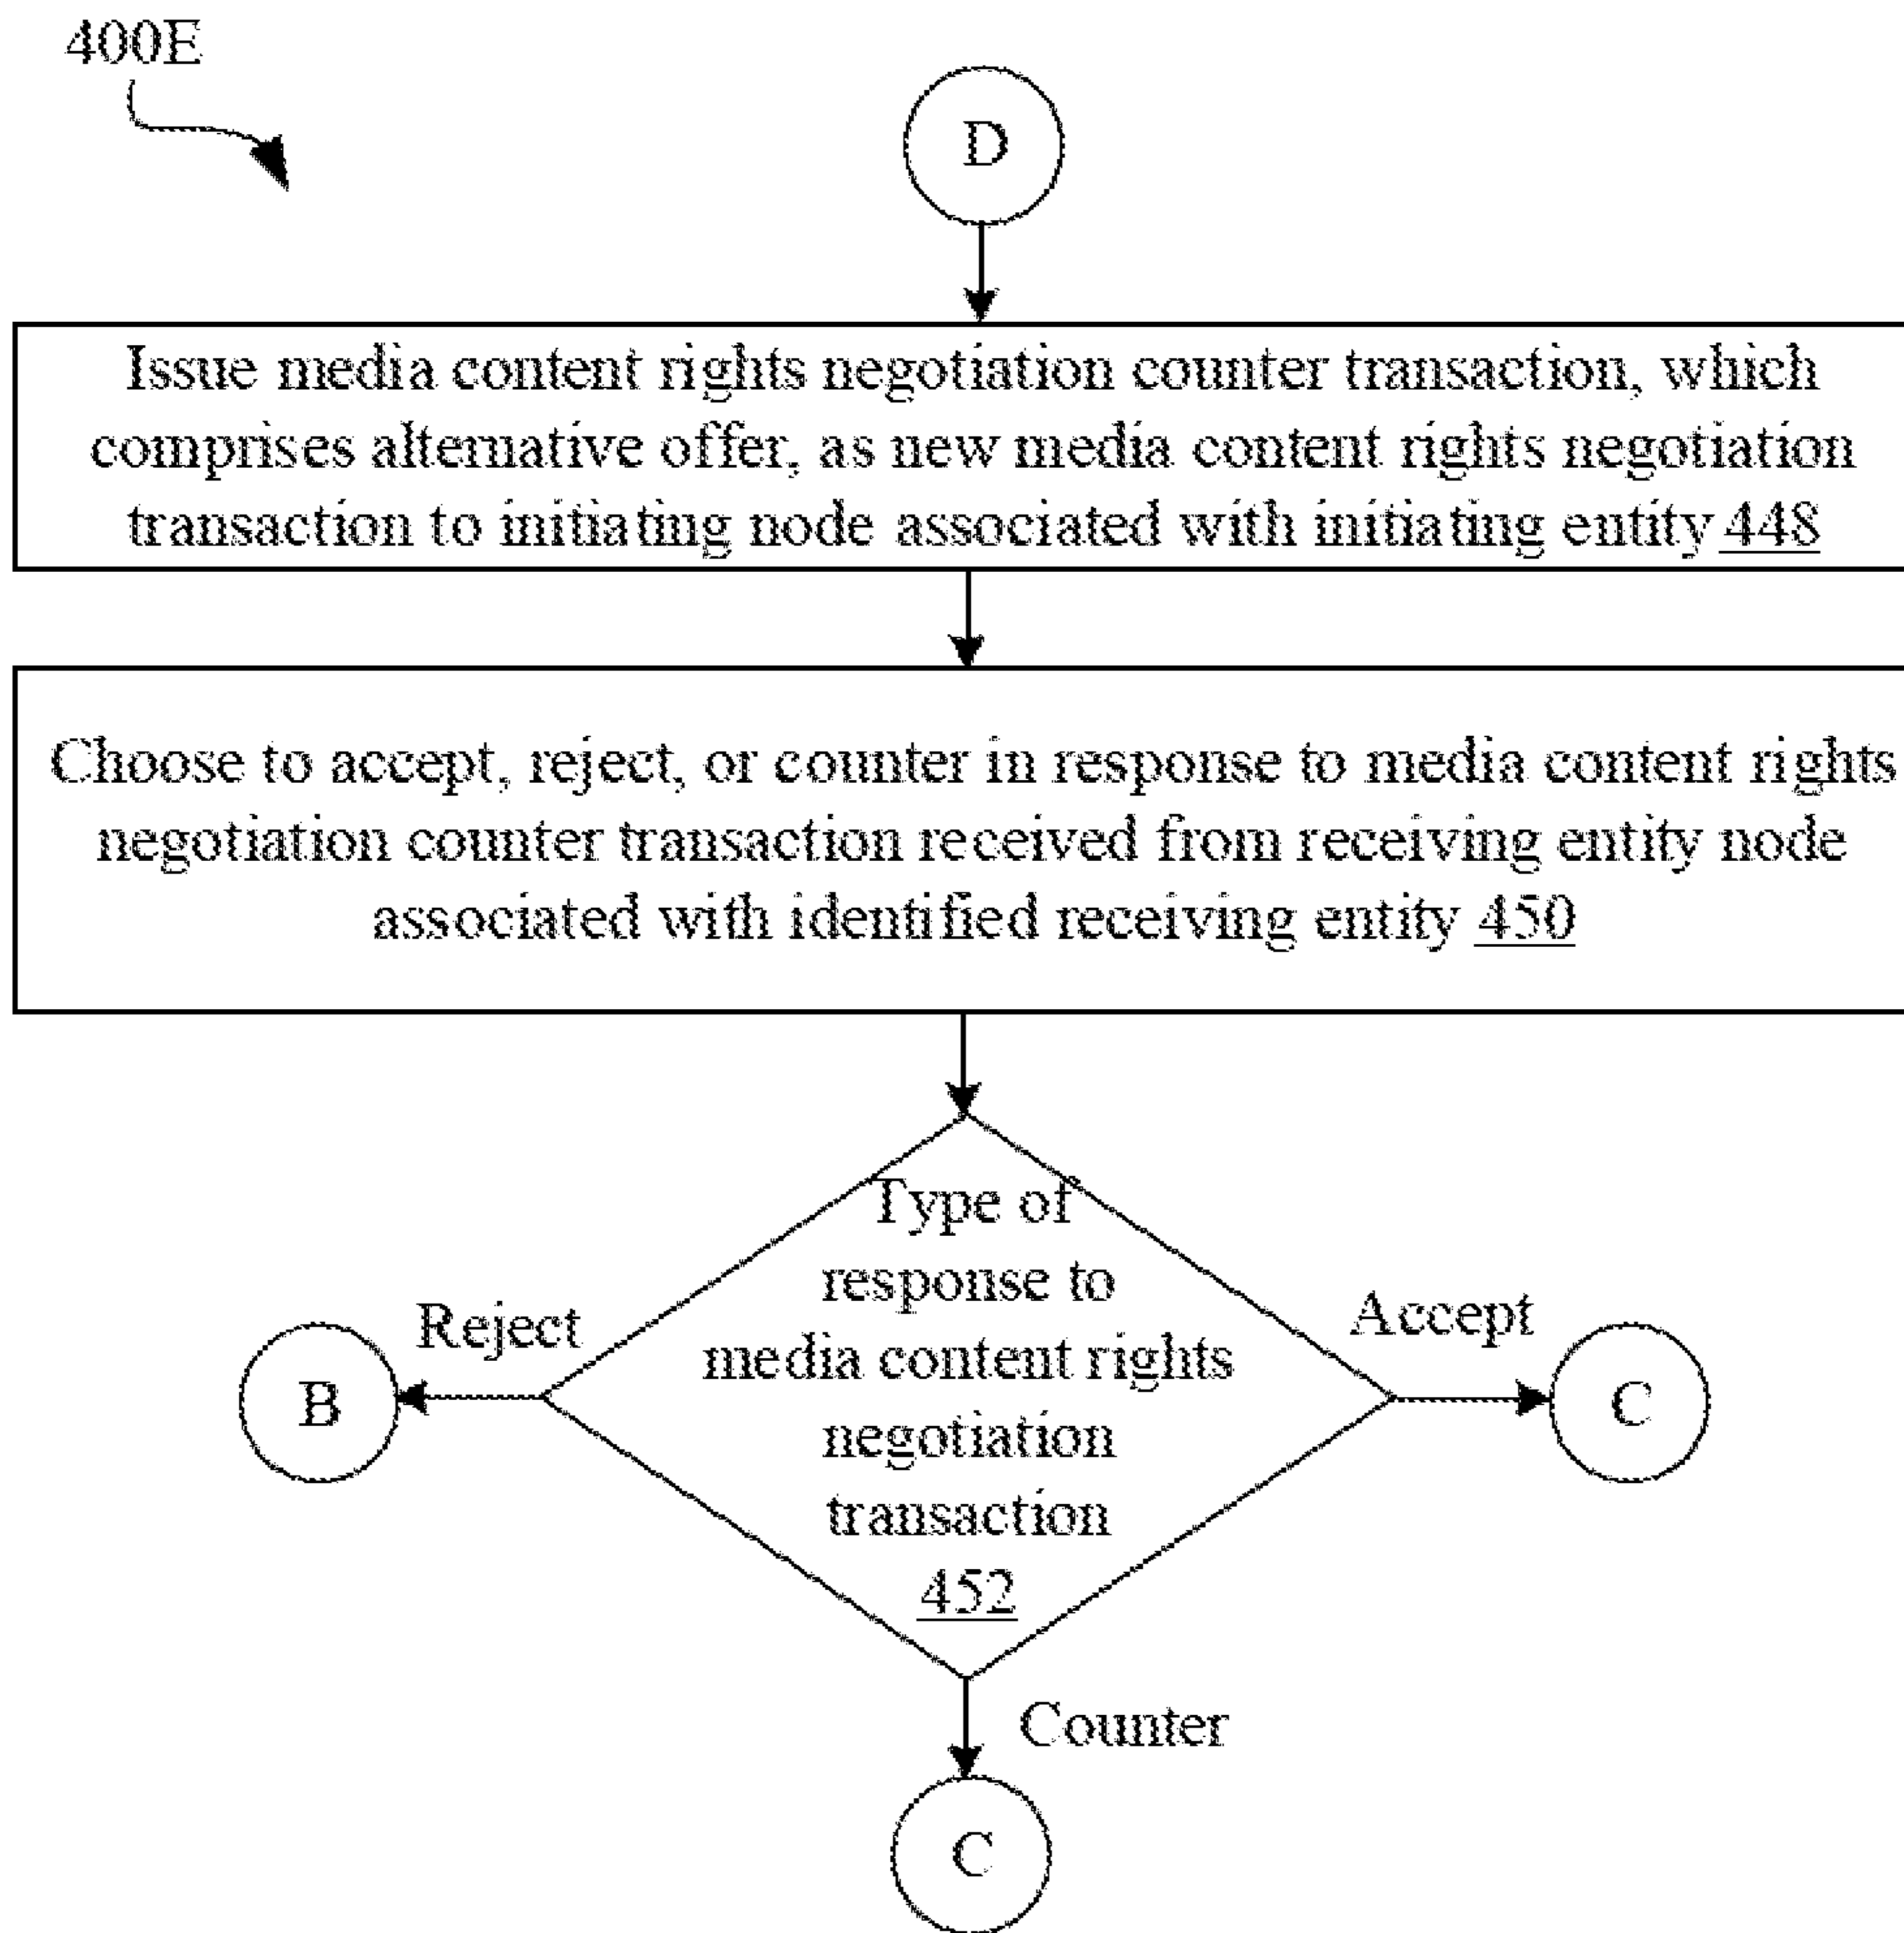 400E
D
Issue media content rights negotiation counter transaction, which
comprises alternative offer, as new media content rights negotiation
transaction to initiating node associated with initiating entity 448
Choose to accept, reject, or counter in response to media content rights
negotiation counter transaction received from receiving entity node
associated with identified receiving entity 450
Type of
response to
media content rights
negotiation
transaction
452
Reject
B
Accept
C
Counter
C